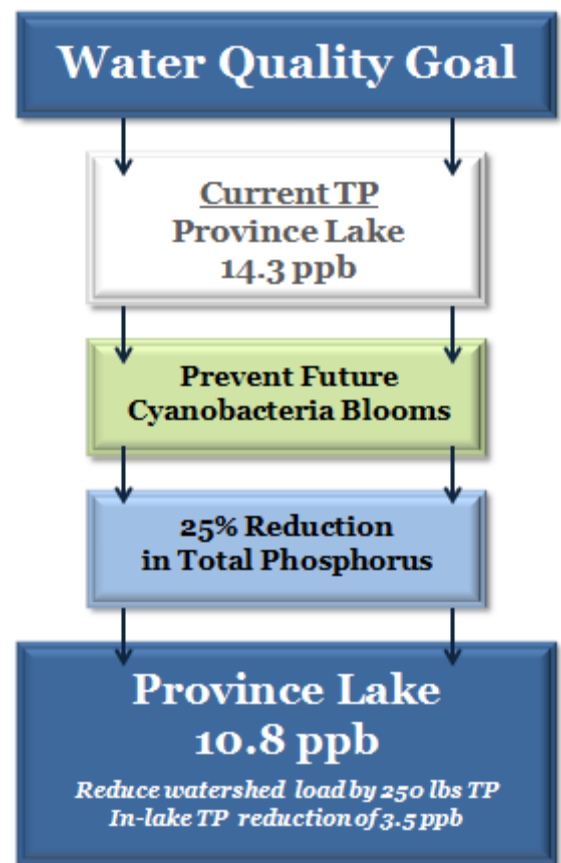 Water Quality Goal
Current TP
Province Lake
14.3 ppb
Prevent Future
Cyanobacteria Blooms
25% Reduction
in Total Phosphorus
Province Lake
10.8 ppb
Reduce watershed load by 250 lbs TP
In-lake TP reduction of 3.5 ppb